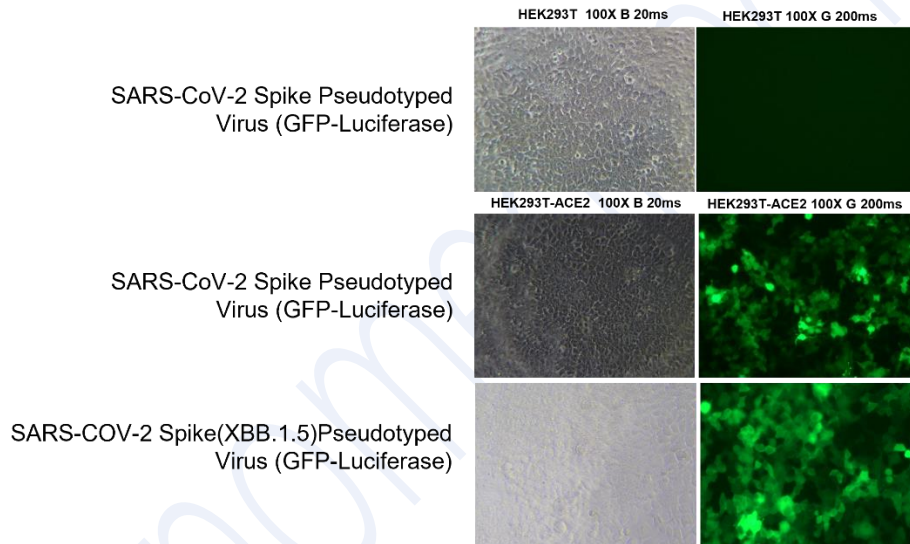 HEK293T 100X B 20ms
HEK293T 100X G 200ms
SARS-CoV-2 Spike Pseudotyped
Virus (GFP-Luciferase)
HEK293T-ACE2 100X B 20ms
HEK293T-ACE2 100X G 200ms
SARS-CoV-2 Spike Pseudotyped
Virus (GFP-Luciferase)
SARS-COV-2 Spike(XBB.1.5)Pseudotyped
Virus (GFP-Luciferase)